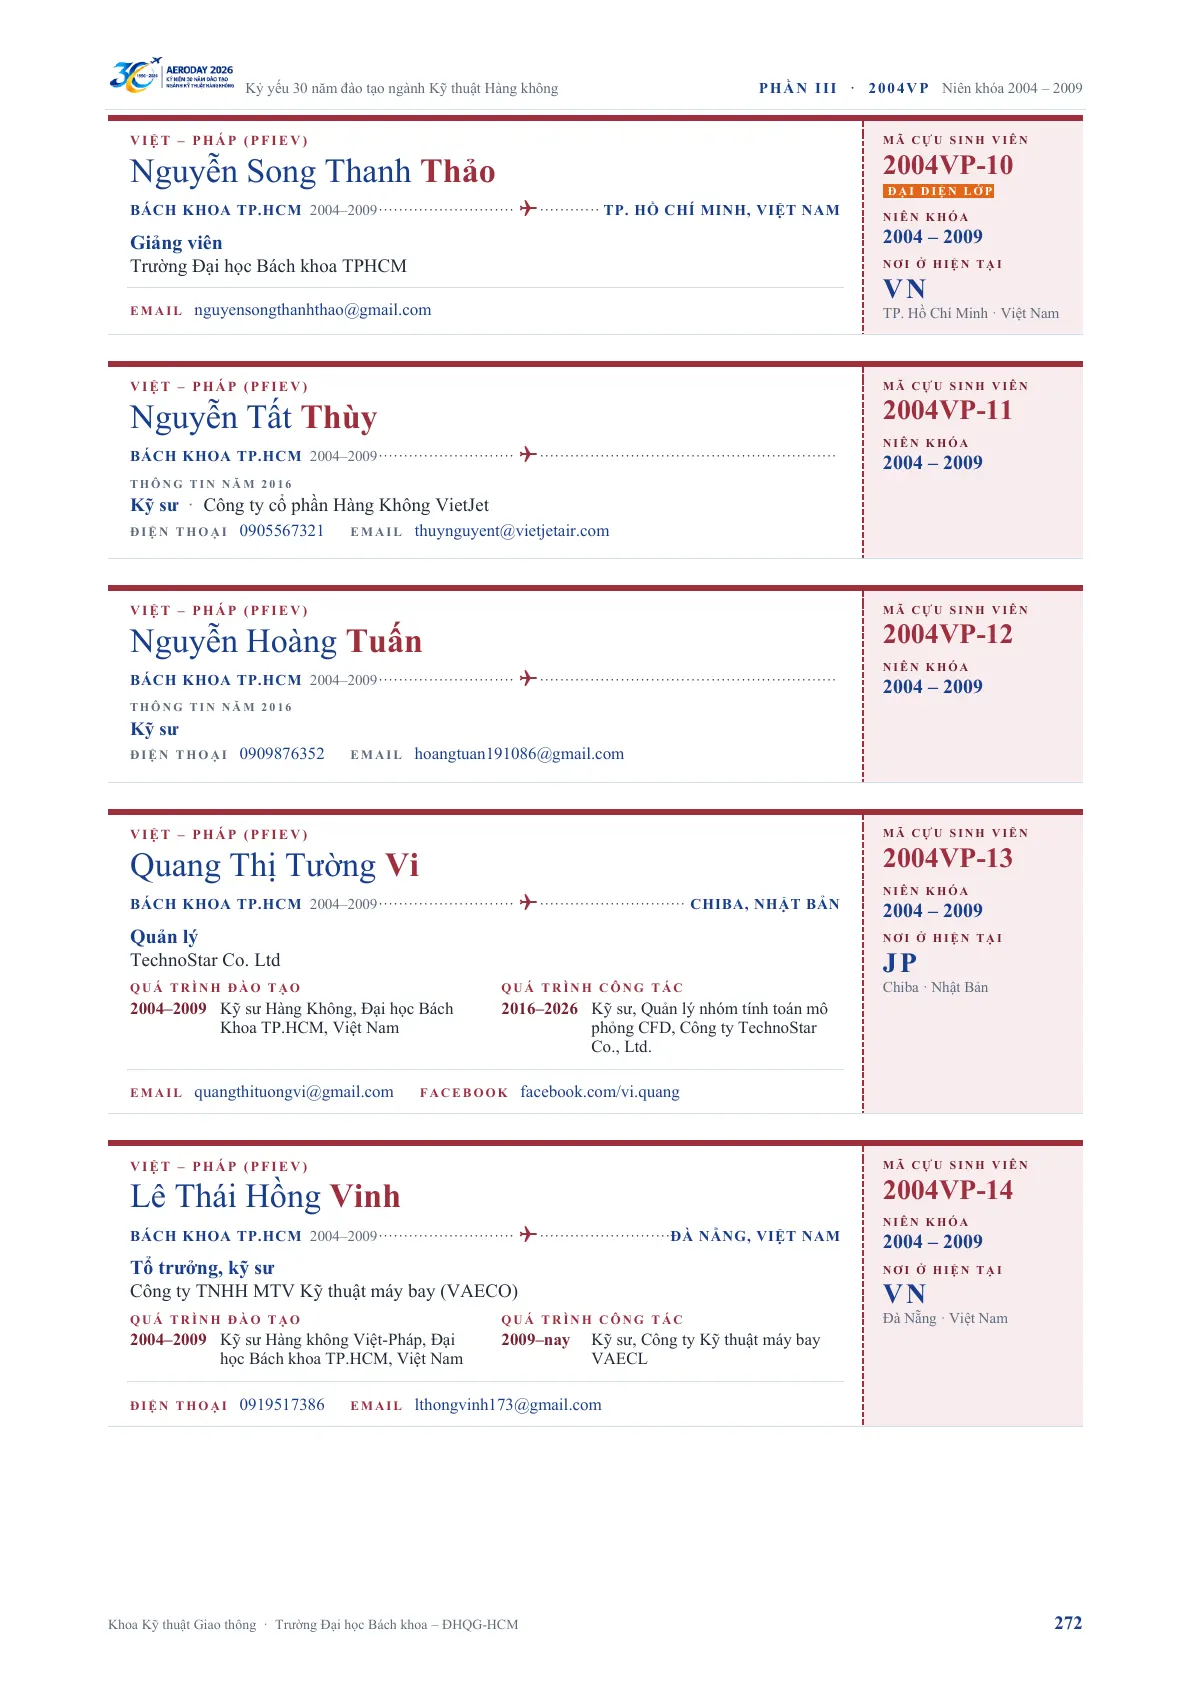 30 1996 - 2026 AERODAY 2026
KỶ NIỆM 30 NĂM ĐÀO TẠO
NGÀNH KỸ THUẬT HÀNG KHÔNG
Kỷ yếu 30 năm đào tạo ngành Kỹ thuật Hàng không
PHẦN III · 2004VP Niên khóa 2004 – 2009
VIỆT – PHÁP (PFIEV)
Nguyễn Song Thanh Thảo
BÁCH KHOA TP.HCM 2004–2009 TP. HỒ CHÍ MINH, VIỆT NAM
Giảng viên
Trường Đại học Bách khoa TPHCM
EMAIL nguyensongthanhthao@gmail.com
MÃ CỰU SINH VIÊN
2004VP-10
ĐẠI DIỆN LỚP
NIÊN KHÓA
2004 – 2009
NƠI Ở HIỆN TẠI
VN
TP. Hồ Chí Minh · Việt Nam
VIỆT – PHÁP (PFIEV)
Nguyễn Tất Thùy
BÁCH KHOA TP.HCM 2004–2009
THÔNG TIN NĂM 2016
Kỹ sư · Công ty cổ phần Hàng Không VietJet
ĐIỆN THOẠI 0905567321 EMAIL thuynguyent@vietjetair.com
MÃ CỰU SINH VIÊN
2004VP-11
NIÊN KHÓA
2004 – 2009
VIỆT – PHÁP (PFIEV)
Nguyễn Hoàng Tuấn
BÁCH KHOA TP.HCM 2004–2009
THÔNG TIN NĂM 2016
Kỹ sư
ĐIỆN THOẠI 0909876352 EMAIL hoangtuan191086@gmail.com
MÃ CỰU SINH VIÊN
2004VP-12
NIÊN KHÓA
2004 – 2009
VIỆT – PHÁP (PFIEV)
Quang Thị Tường Vi
BÁCH KHOA TP.HCM 2004–2009 CHIBA, NHẬT BẢN
Quản lý
TechnoStar Co. Ltd
QUÁ TRÌNH ĐÀO TẠO
2004–2009 Kỹ sư Hàng Không, Đại học Bách
Khoa TP.HCM, Việt Nam
QUÁ TRÌNH CÔNG TÁC
2016–2026 Kỹ sư, Quản lý nhóm tính toán mô
phỏng CFD, Công ty TechnoStar
Co., Ltd.
EMAIL quangthituongvi@gmail.com FACEBOOK facebook.com/vi.quang
MÃ CỰU SINH VIÊN
2004VP-13
NIÊN KHÓA
2004 – 2009
NƠI Ở HIỆN TẠI
JP
Chiba · Nhật Bản
VIỆT – PHÁP (PFIEV)
Lê Thái Hồng Vinh
BÁCH KHOA TP.HCM 2004–2009 ĐÀ NẴNG, VIỆT NAM
Tổ trưởng, kỹ sư
Công ty TNHH MTV Kỹ thuật máy bay (VAECO)
QUÁ TRÌNH ĐÀO TẠO
2004–2009 Kỹ sư Hàng không Việt-Pháp, Đại
học Bách khoa TP.HCM, Việt Nam
QUÁ TRÌNH CÔNG TÁC
2009–nay Kỹ sư, Công ty Kỹ thuật máy bay
VAECL
ĐIỆN THOẠI 0919517386 EMAIL lthongvinh173@gmail.com
MÃ CỰU SINH VIÊN
2004VP-14
NIÊN KHÓA
2004 – 2009
NƠI Ở HIỆN TẠI
VN
Đà Nẵng · Việt Nam
Khoa Kỹ thuật Giao thông · Trường Đại học Bách khoa – ĐHQG-HCM
272